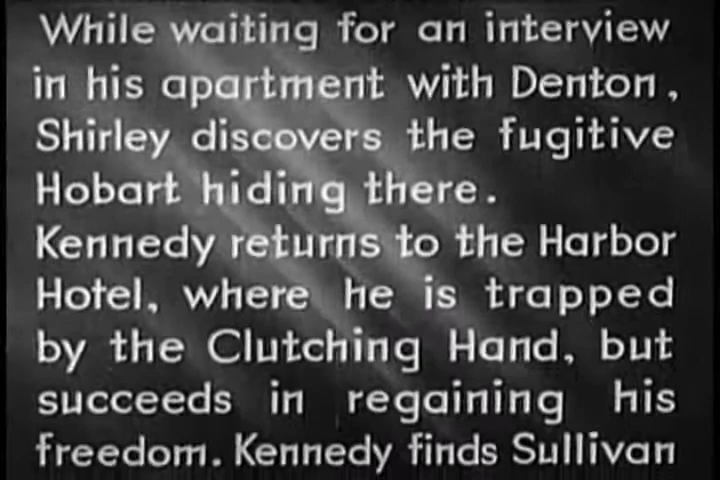 While waiting for an interview
in his apartment with Denton,
Shirley discovers the fugitive
Hobart hiding there.
Kennedy returns to the Harbor
Hotel, where he is trapped
by the Clutching Hand, but
succeeds in regaining his
freedom. Kennedy finds Sullivan